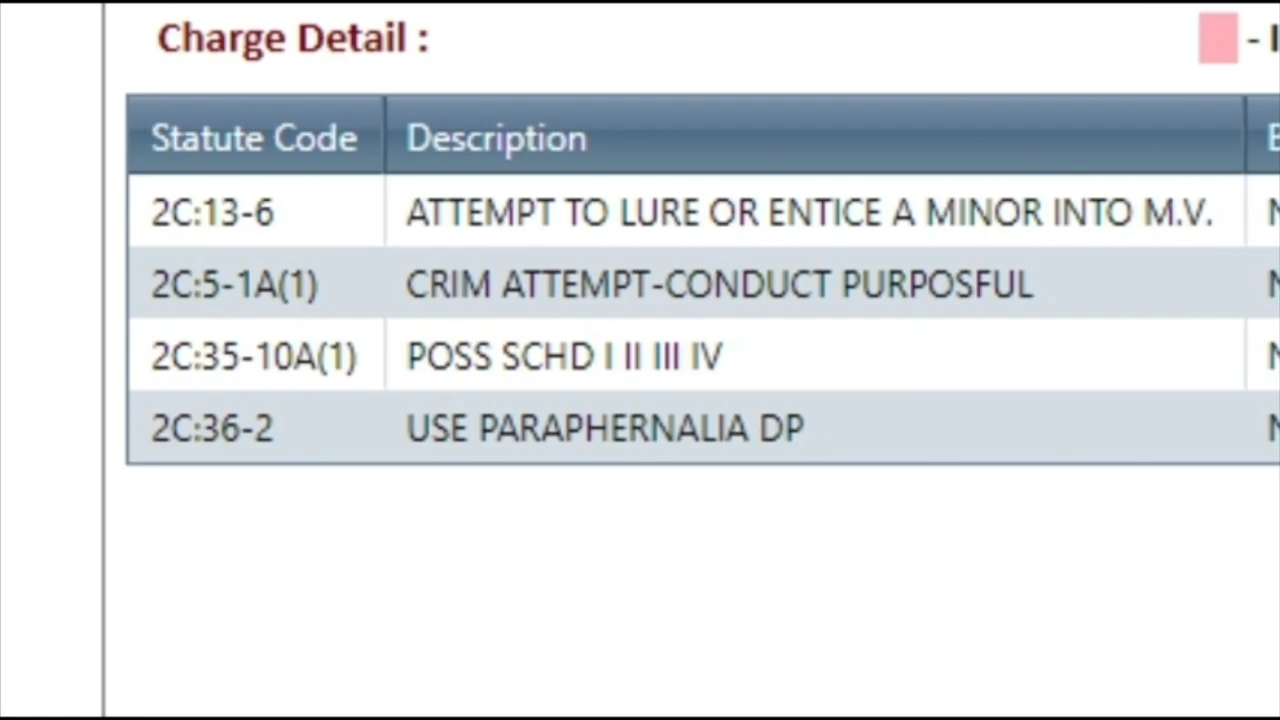 Charge Detail :
-
Statute Code Description
2C:13-6 ATTEMPT TO LURE OR ENTICE A MINOR INTO M.V.
2C:5-1A(1) CRIM ATTEMPT-CONDUCT PURPOSFUL
2C:35-10A(1) POSS SCHD I II III IV
2C:36-2 USE PARAPHERNALIA DP